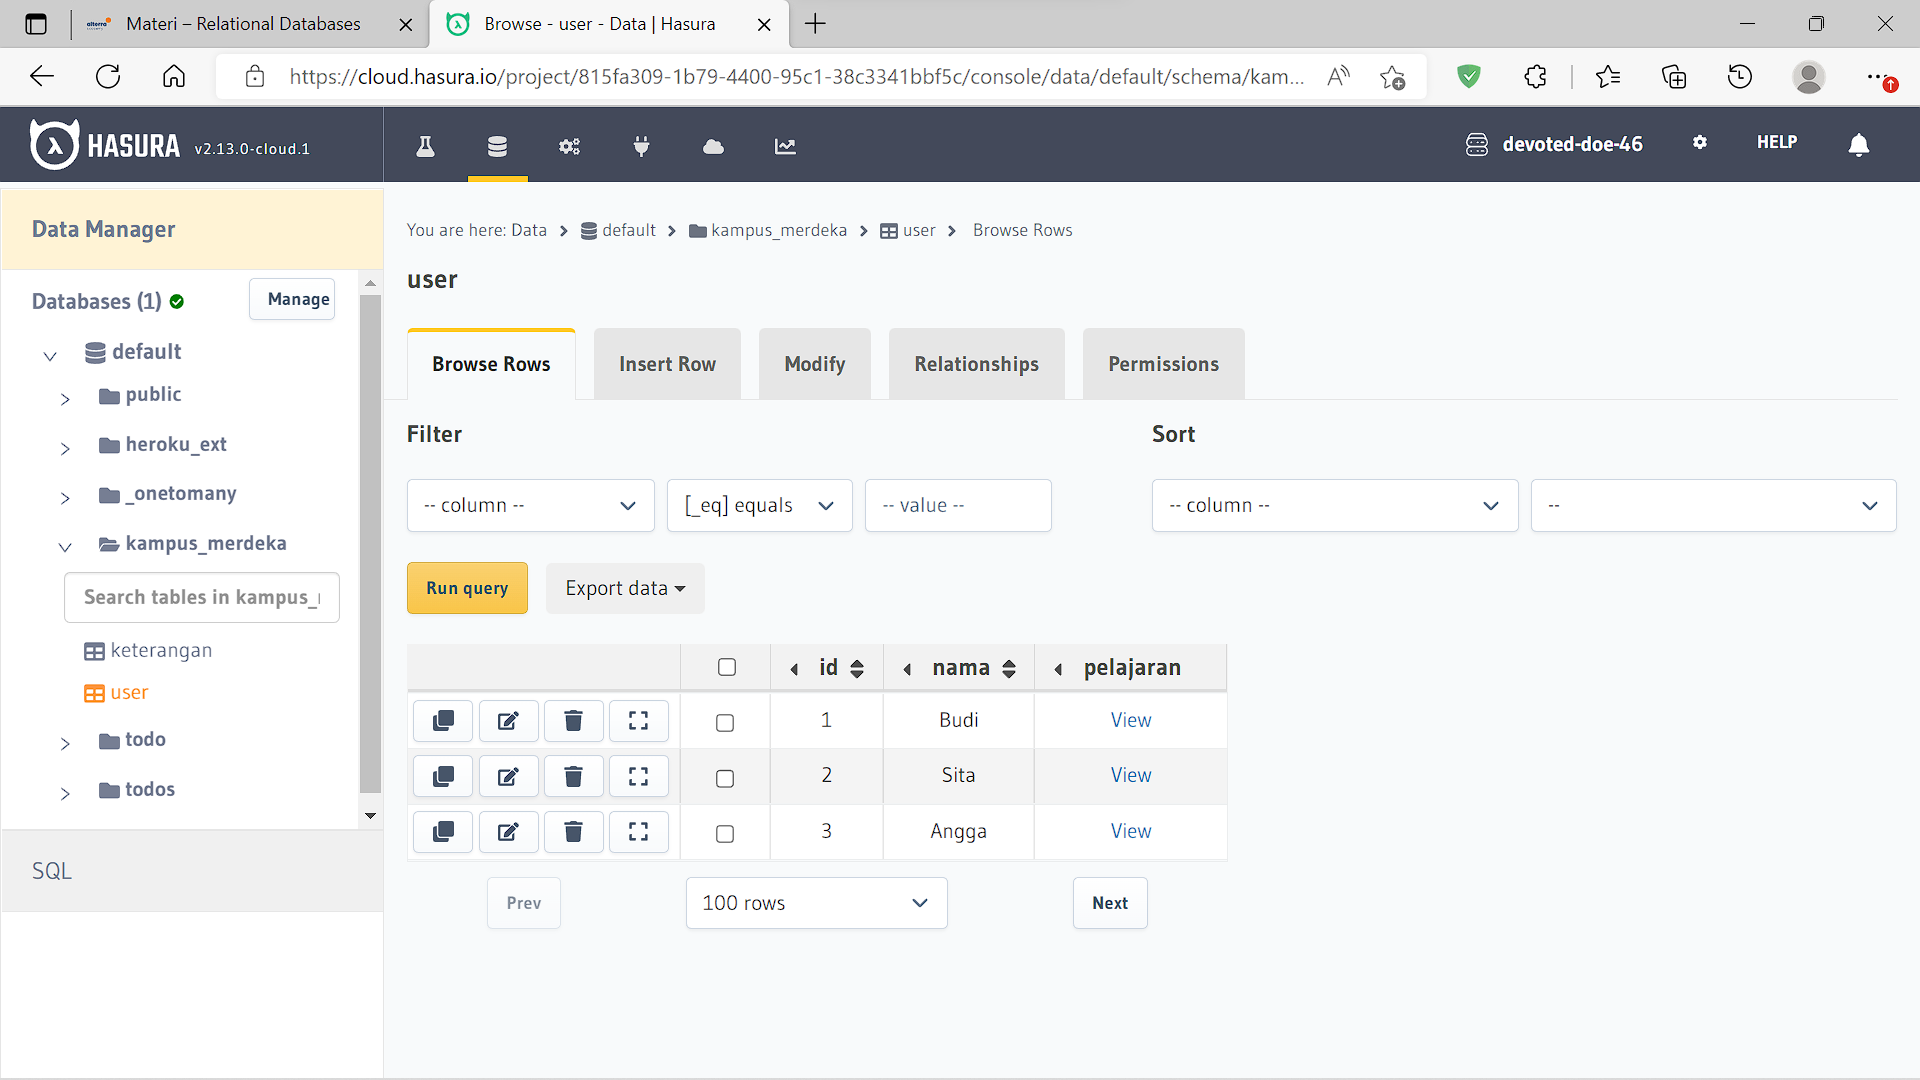 alterra Materi – Relational Databases
Browse - user - Data | Hasura
https://cloud.hasura.io/project/815fa309-1b79-4400-95c1-38c3341bbf5c/console/data/default/schema/kam...
HASURA v2.13.0-cloud.1
devoted-doe-46
HELP
Data Manager
Databases (1)
Manage
default
public
heroku_ext
_onetomany
kampus_merdeka
Search tables in kampus_
keterangan
user
todo
todos
SQL
You are here: Data > default > kampus_merdeka > user > Browse Rows
user
Browse Rows
Insert Row
Modify
Relationships
Permissions
Filter
Sort
-- column --
[_eq] equals
-- value --
-- column --
--
Run query
Export data
id nama pelajaran
1 Budi View
2 Sita View
3 Angga View
Prev
100 rows
Next